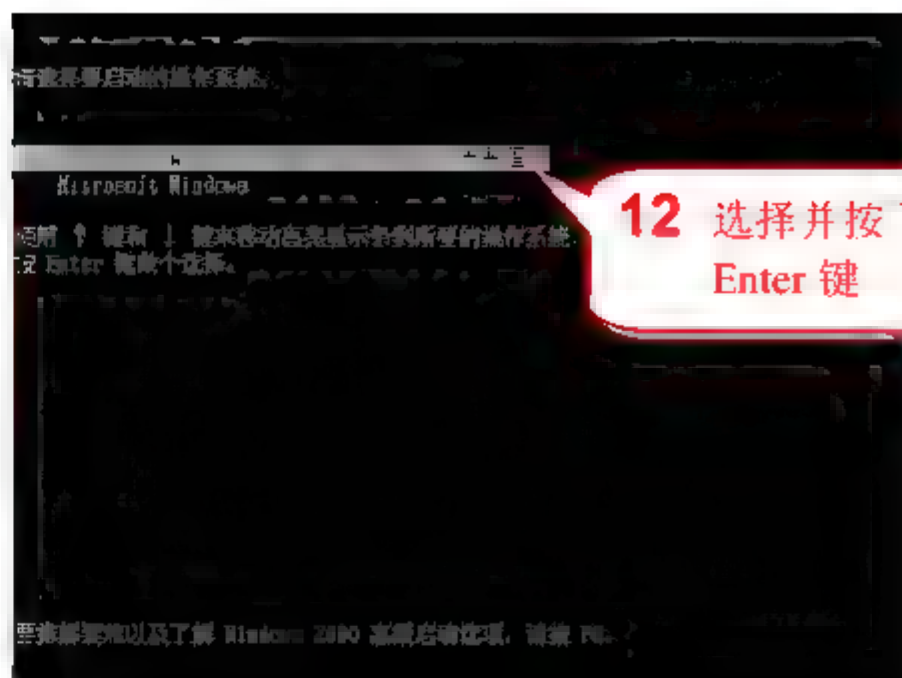 请选择要启动的操作系统:
Microsoft Windows
使用 ↑ 键和 ↓ 键来移动高亮显示条到所要的操作系统
按 Enter 键做个选择。
12 选择并按
Enter 键
要排解疑难以及了解 Windows 2000 高级启动选项，请按 F8。